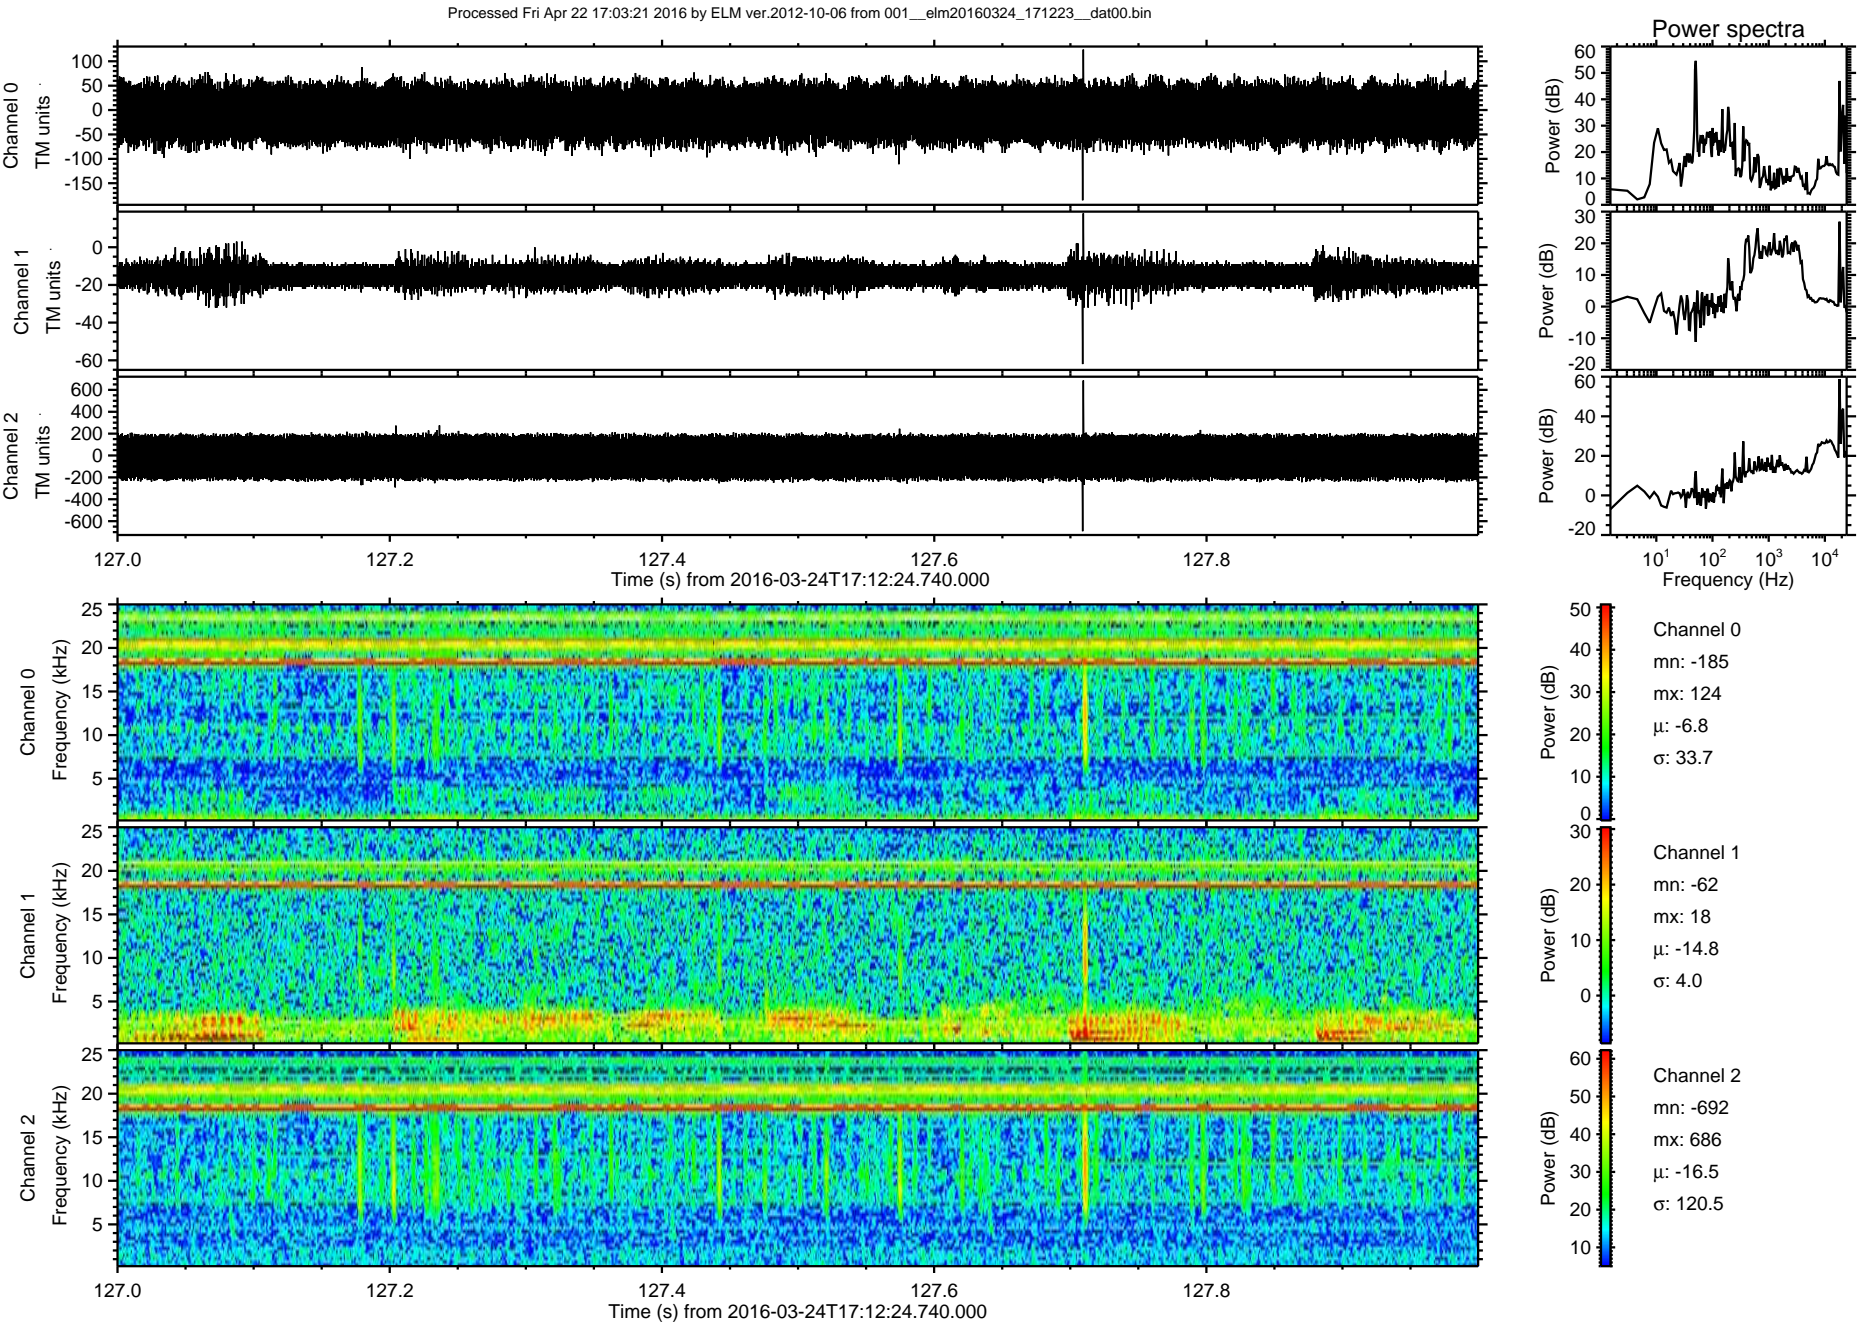 Processed Fri Apr 22 17:03:21 2016 by ELM ver.2012-10-06 from 001__elm20160324_171223__dat00.bin
Power spectra
Channel 0
TM units
100
50
0
-50
-100
-150
Power (dB)
60
50
40
30
20
10
0
Channel 1
TM units
0
-20
-40
-60
Power (dB)
30
20
10
0
-10
-20
Channel 2
TM units
600
400
200
0
-200
-400
-600
Power (dB)
60
40
20
0
-20
127.0 127.2 127.4 127.6 127.8
Time (s) from 2016-03-24T17:12:24.740.000
10¹ 10² 10³ 10⁴
Frequency (Hz)
Channel 0
Frequency (kHz)
25
20
15
10
5
Power (dB)
50
40
30
20
10
0
Channel 0
mn: -185
mx: 124
μ: -6.8
σ: 33.7
Channel 1
Frequency (kHz)
25
20
15
10
5
Power (dB)
30
20
10
0
Channel 1
mn: -62
mx: 18
μ: -14.8
σ: 4.0
Channel 2
Frequency (kHz)
25
20
15
10
5
Power (dB)
60
50
40
30
20
10
Channel 2
mn: -692
mx: 686
μ: -16.5
σ: 120.5
127.0 127.2 127.4 127.6 127.8
Time (s) from 2016-03-24T17:12:24.740.000